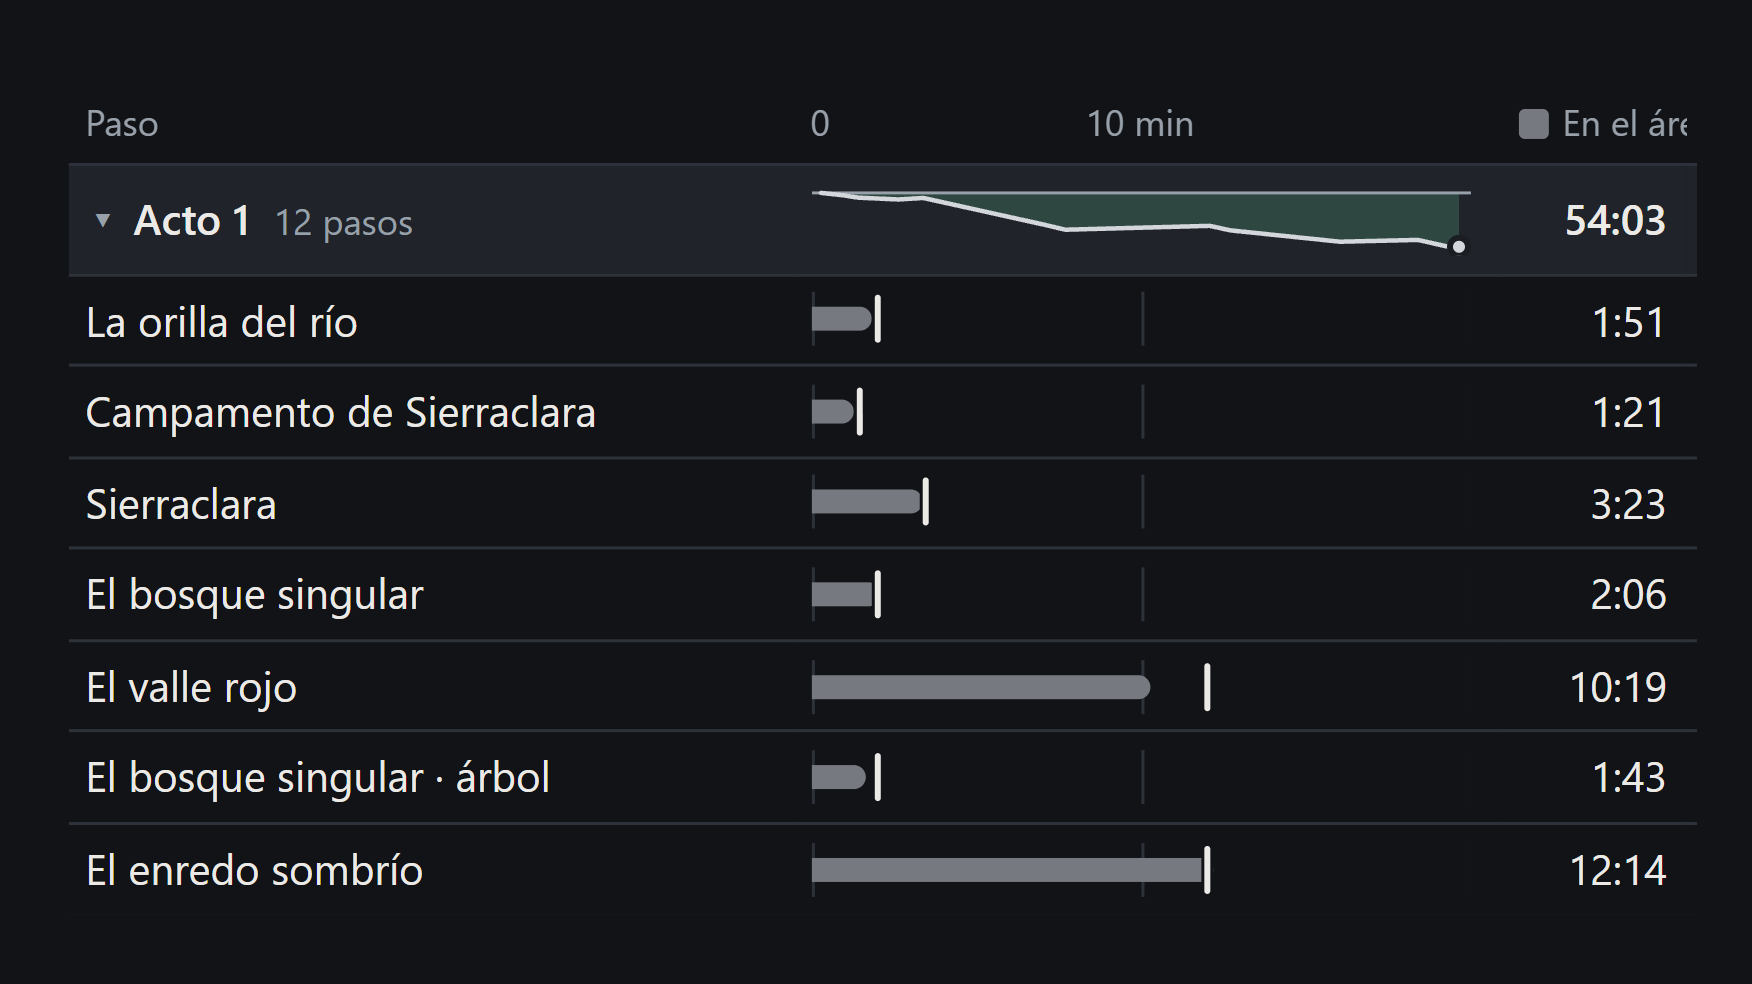 Paso 0 10 min En el áre
Acto 1 12 pasos 54:03
La orilla del río 1:51
Campamento de Sierraclara 1:21
Sierraclara 3:23
El bosque singular 2:06
El valle rojo 10:19
El bosque singular · árbol 1:43
El enredo sombrío 12:14